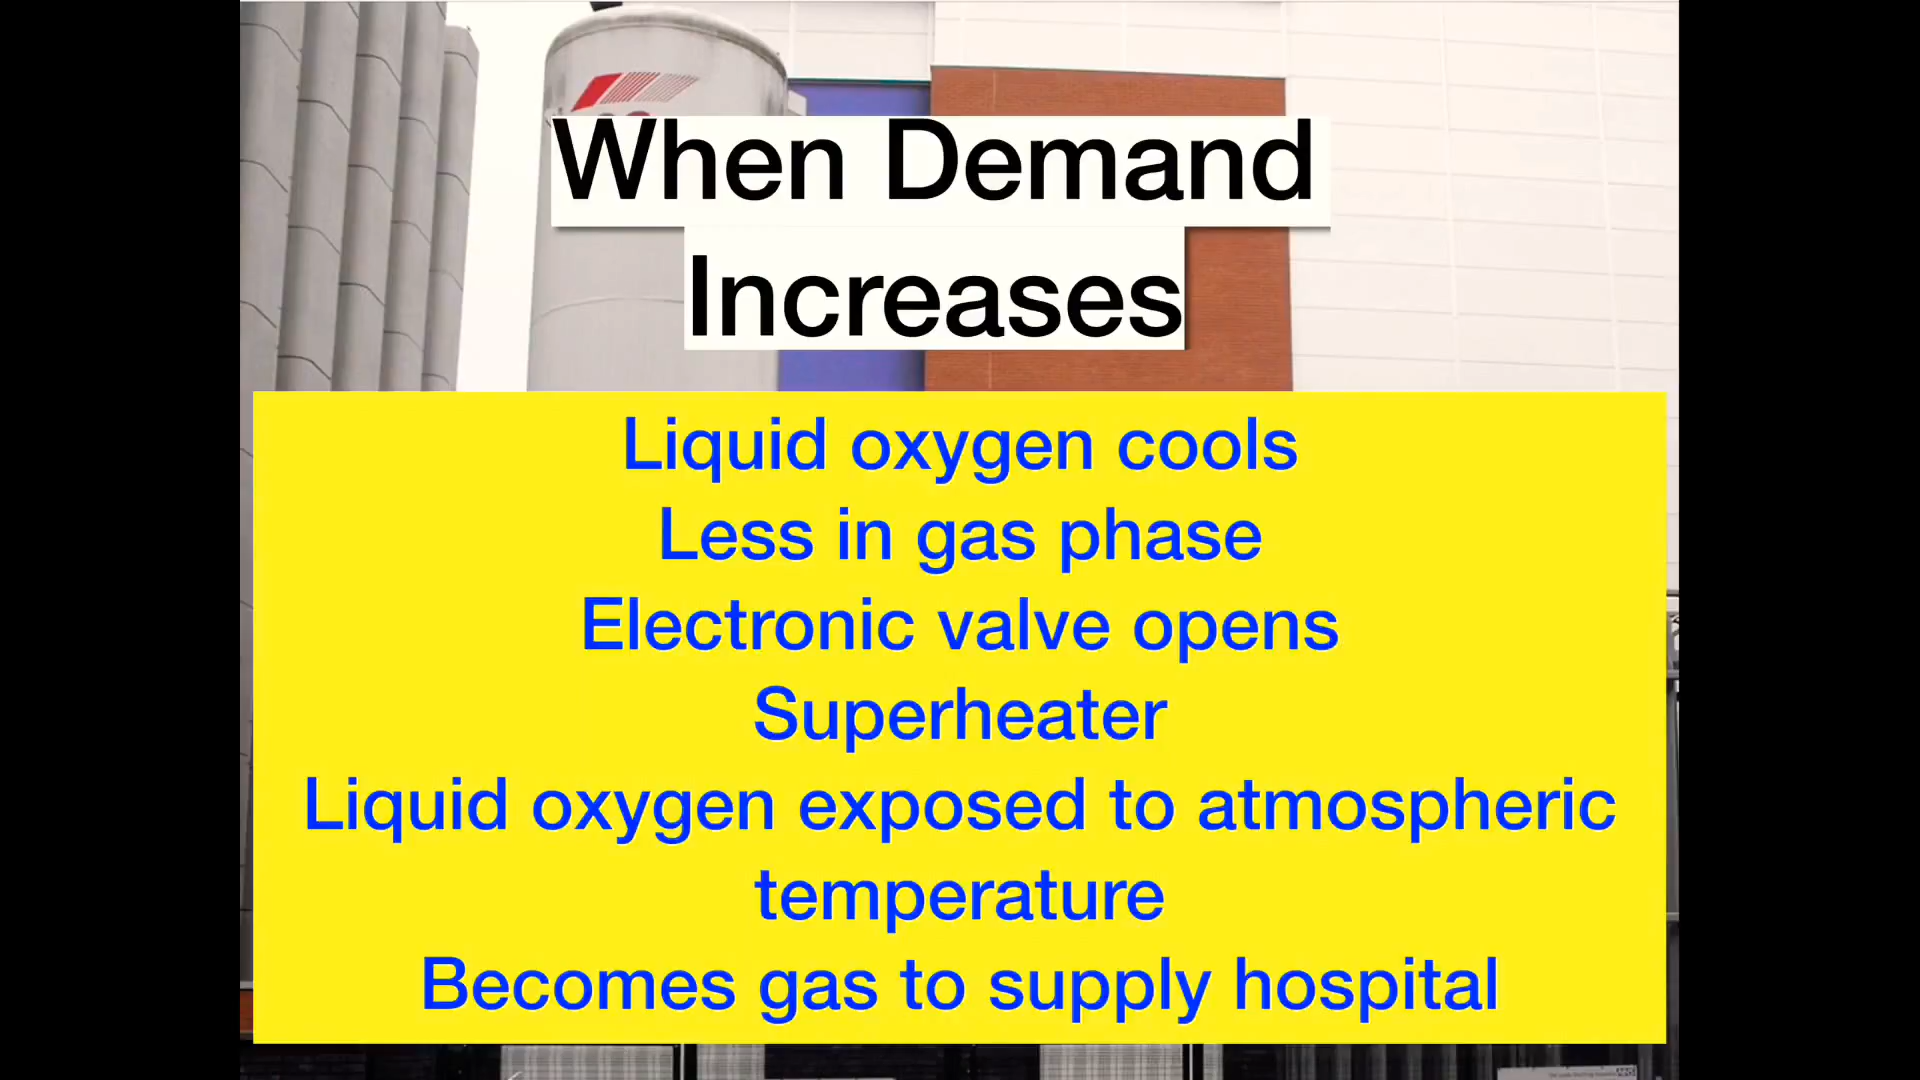 When Demand
Increases
Liquid oxygen cools
Less in gas phase
Electronic valve opens
Superheater
Liquid oxygen exposed to atmospheric
temperature
Becomes gas to supply hospital